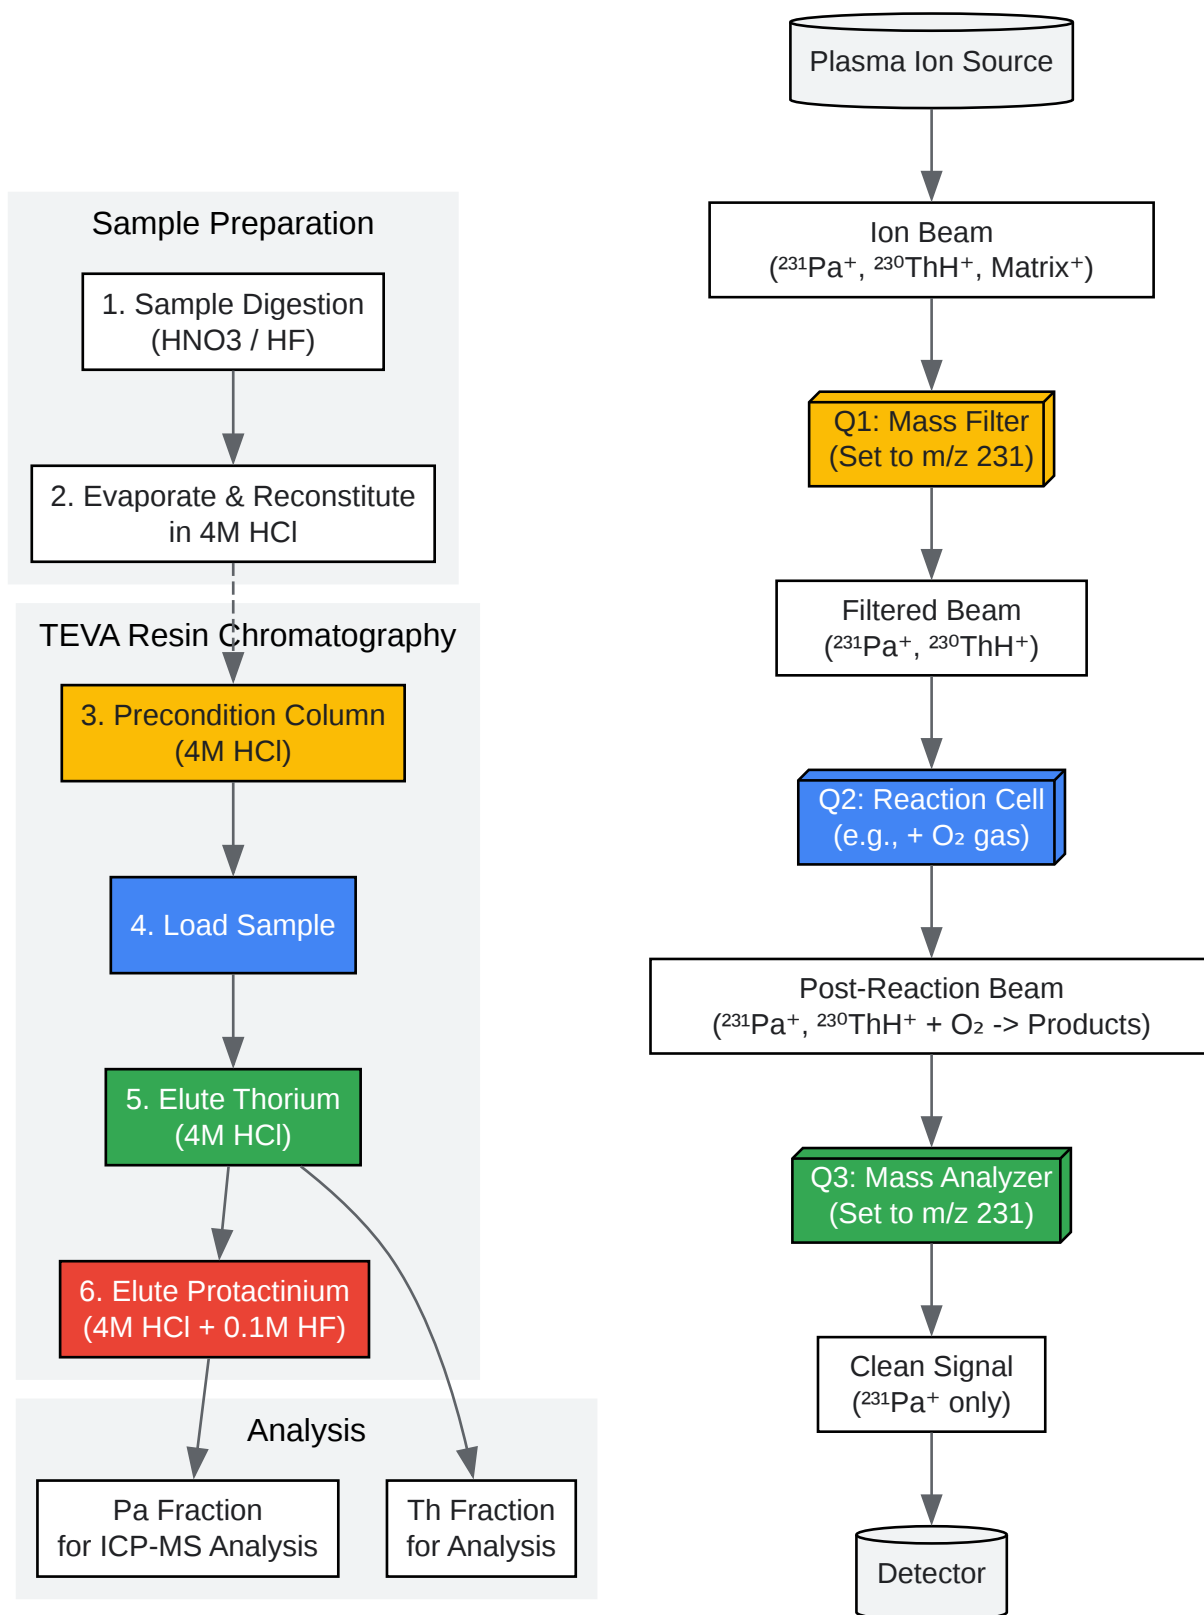 Sample Preparation
1. Sample Digestion
(HNO3 / HF)
2. Evaporate & Reconstitute
in 4M HCl
TEVA Resin Chromatography
3. Precondition Column
(4M HCl)
4. Load Sample
5. Elute Thorium
(4M HCl)
6. Elute Protactinium
(4M HCl + 0.1M HF)
Analysis
Pa Fraction
for ICP-MS Analysis
Th Fraction
for Analysis
Plasma Ion Source
Ion Beam
(²³¹Pa⁺, ²³⁰ThH⁺, Matrix⁺)
Q1: Mass Filter
(Set to m/z 231)
Filtered Beam
(²³¹Pa⁺, ²³⁰ThH⁺)
Q2: Reaction Cell
(e.g., + O₂ gas)
Post-Reaction Beam
(²³¹Pa⁺, ²³⁰ThH⁺ + O₂ -> Products)
Q3: Mass Analyzer
(Set to m/z 231)
Clean Signal
(²³¹Pa⁺ only)
Detector